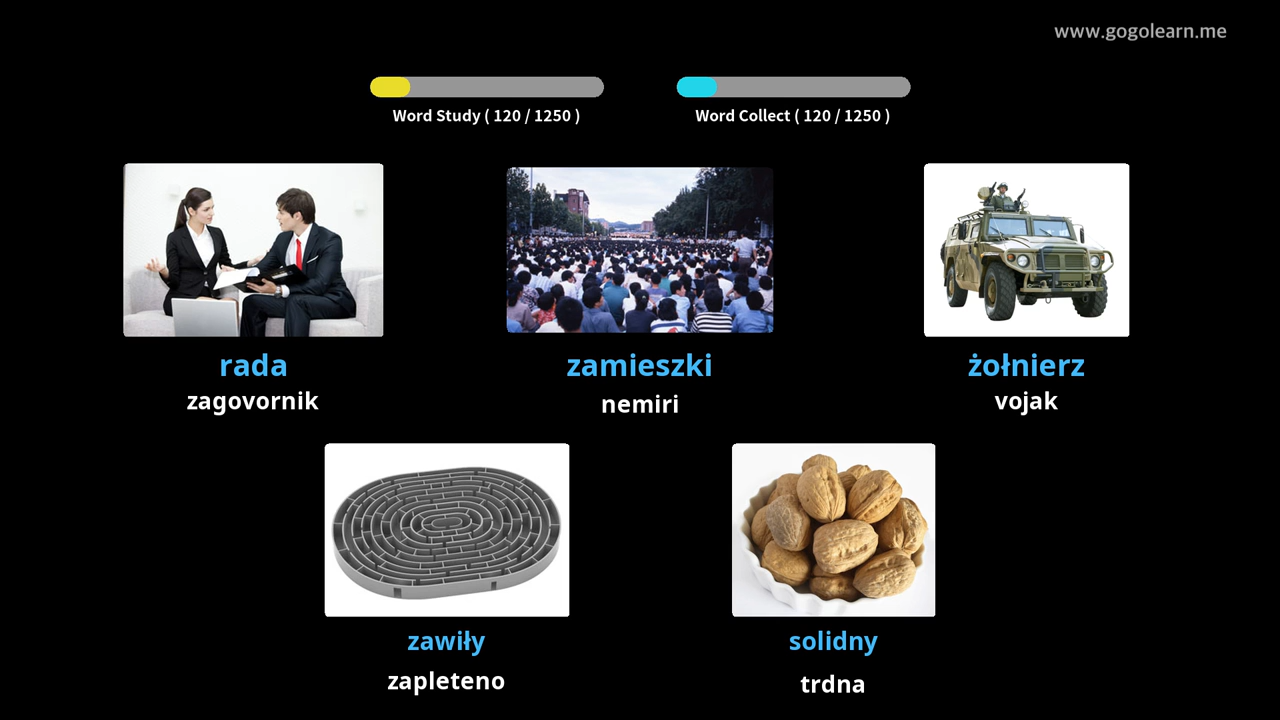 www.gogolearn.me
Word Study ( 120 / 1250 )
Word Collect ( 120 / 1250 )
rada
zagovornik
zamieszki
nemiri
żołnierz
vojak
zawiły
zapleteno
solidny
trdna